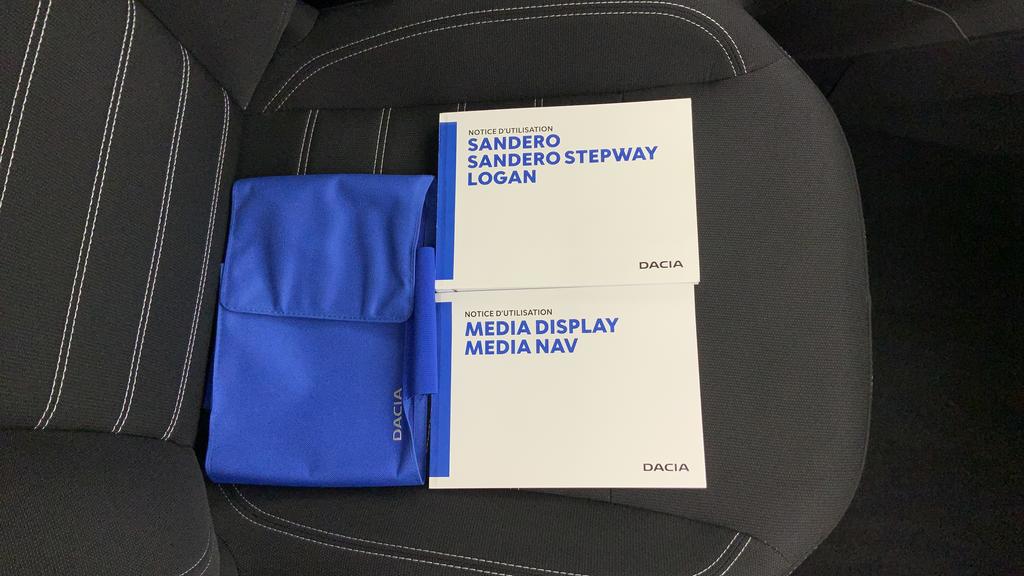 NOTICE D'UTILISATION
SANDERO
SANDERO STEPWAY
LOGAN
DACIA
NOTICE D'UTILISATION
MEDIA DISPLAY
MEDIA NAV
DACIA
DACIA